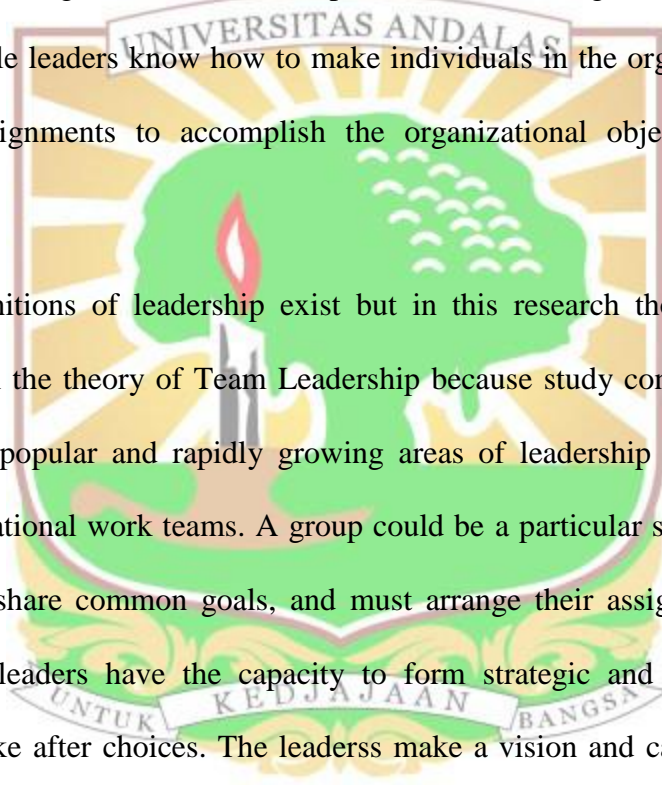 UNIVERSITAS ANDALAS
le leaders know how to make individuals in the org
ignments to accomplish the organizational obje
nitions of leadership exist but in this research the
the theory of Team Leadership because study con
popular and rapidly growing areas of leadership
ational work teams. A group could be a particular s
share common goals, and must arrange their assig
leaders have the capacity to form strategic and
UNTUK KEDJAJAAN BANGSA
ke after choices. The leaderss make a vision and ca